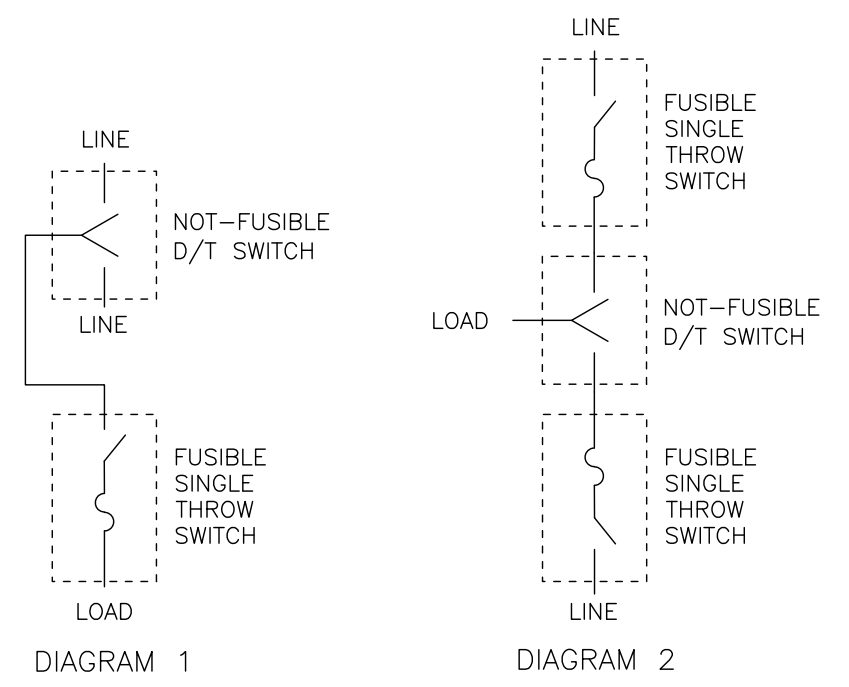 LINE
NOT-FUSIBLE
D/T SWITCH
LINE
FUSIBLE
SINGLE
THROW
SWITCH
LOAD
DIAGRAM 1
LINE
FUSIBLE
SINGLE
THROW
SWITCH
LOAD
NOT-FUSIBLE
D/T SWITCH
FUSIBLE
SINGLE
THROW
SWITCH
LINE
DIAGRAM 2